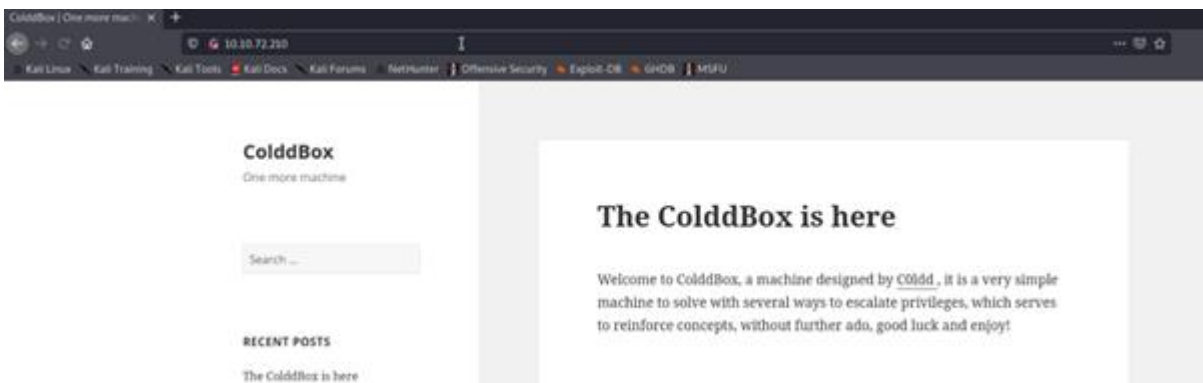 ColddBox | One more mach
10.10.72.210
Kali Linux Kali Training Kali Tools Kali Docs Kali Forums NetHunter Offensive Security Exploit-DB GHDB MSFU
ColddBox
One more machine
Search ...
RECENT POSTS
The ColddBox is here
The ColddBox is here
Welcome to ColddBox, a machine designed by C0ldd , it is a very simple
machine to solve with several ways to escalate privileges, which serves
to reinforce concepts, without further ado, good luck and enjoy!